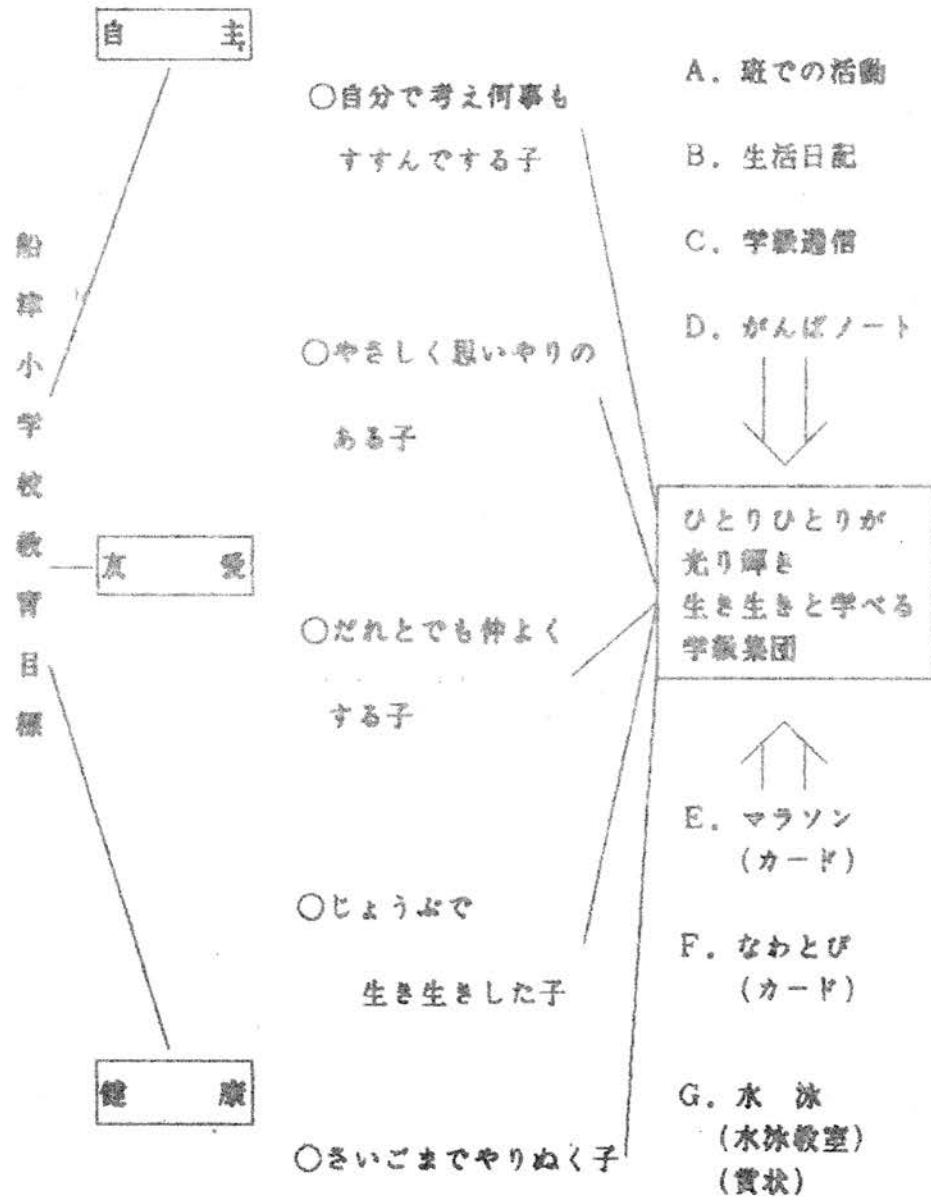 船津小学校教育目標
自 主
友 愛
健 康
○自分で考え何事も
すすんでする子
○やさしく思いやりの
ある子
○だれとでも仲よく
する子
○じょうぶで
生き生きした子
○さいごまでやりぬく子
A. 班での活動
B. 生活日記
C. 学級通信
D. がんばノート
ひとりひとりが
光り輝き
生き生きと学べる
学級集団
E. マラソン
(カード)
F. なわとび
(カード)
G. 水 泳
(水泳教室)
(賞状)